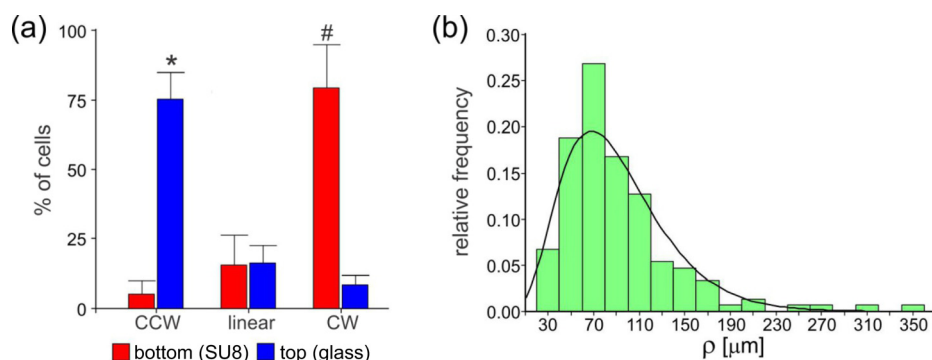 (a)
% of cells
100
75
50
25
0
*
#
CCW linear CW
bottom (SU8) top (glass)
(b)
relative frequency
0.30
0.25
0.20
0.15
0.10
0.05
0.00
30 70 110 150 190 230 270 310 350
ρ [μm]